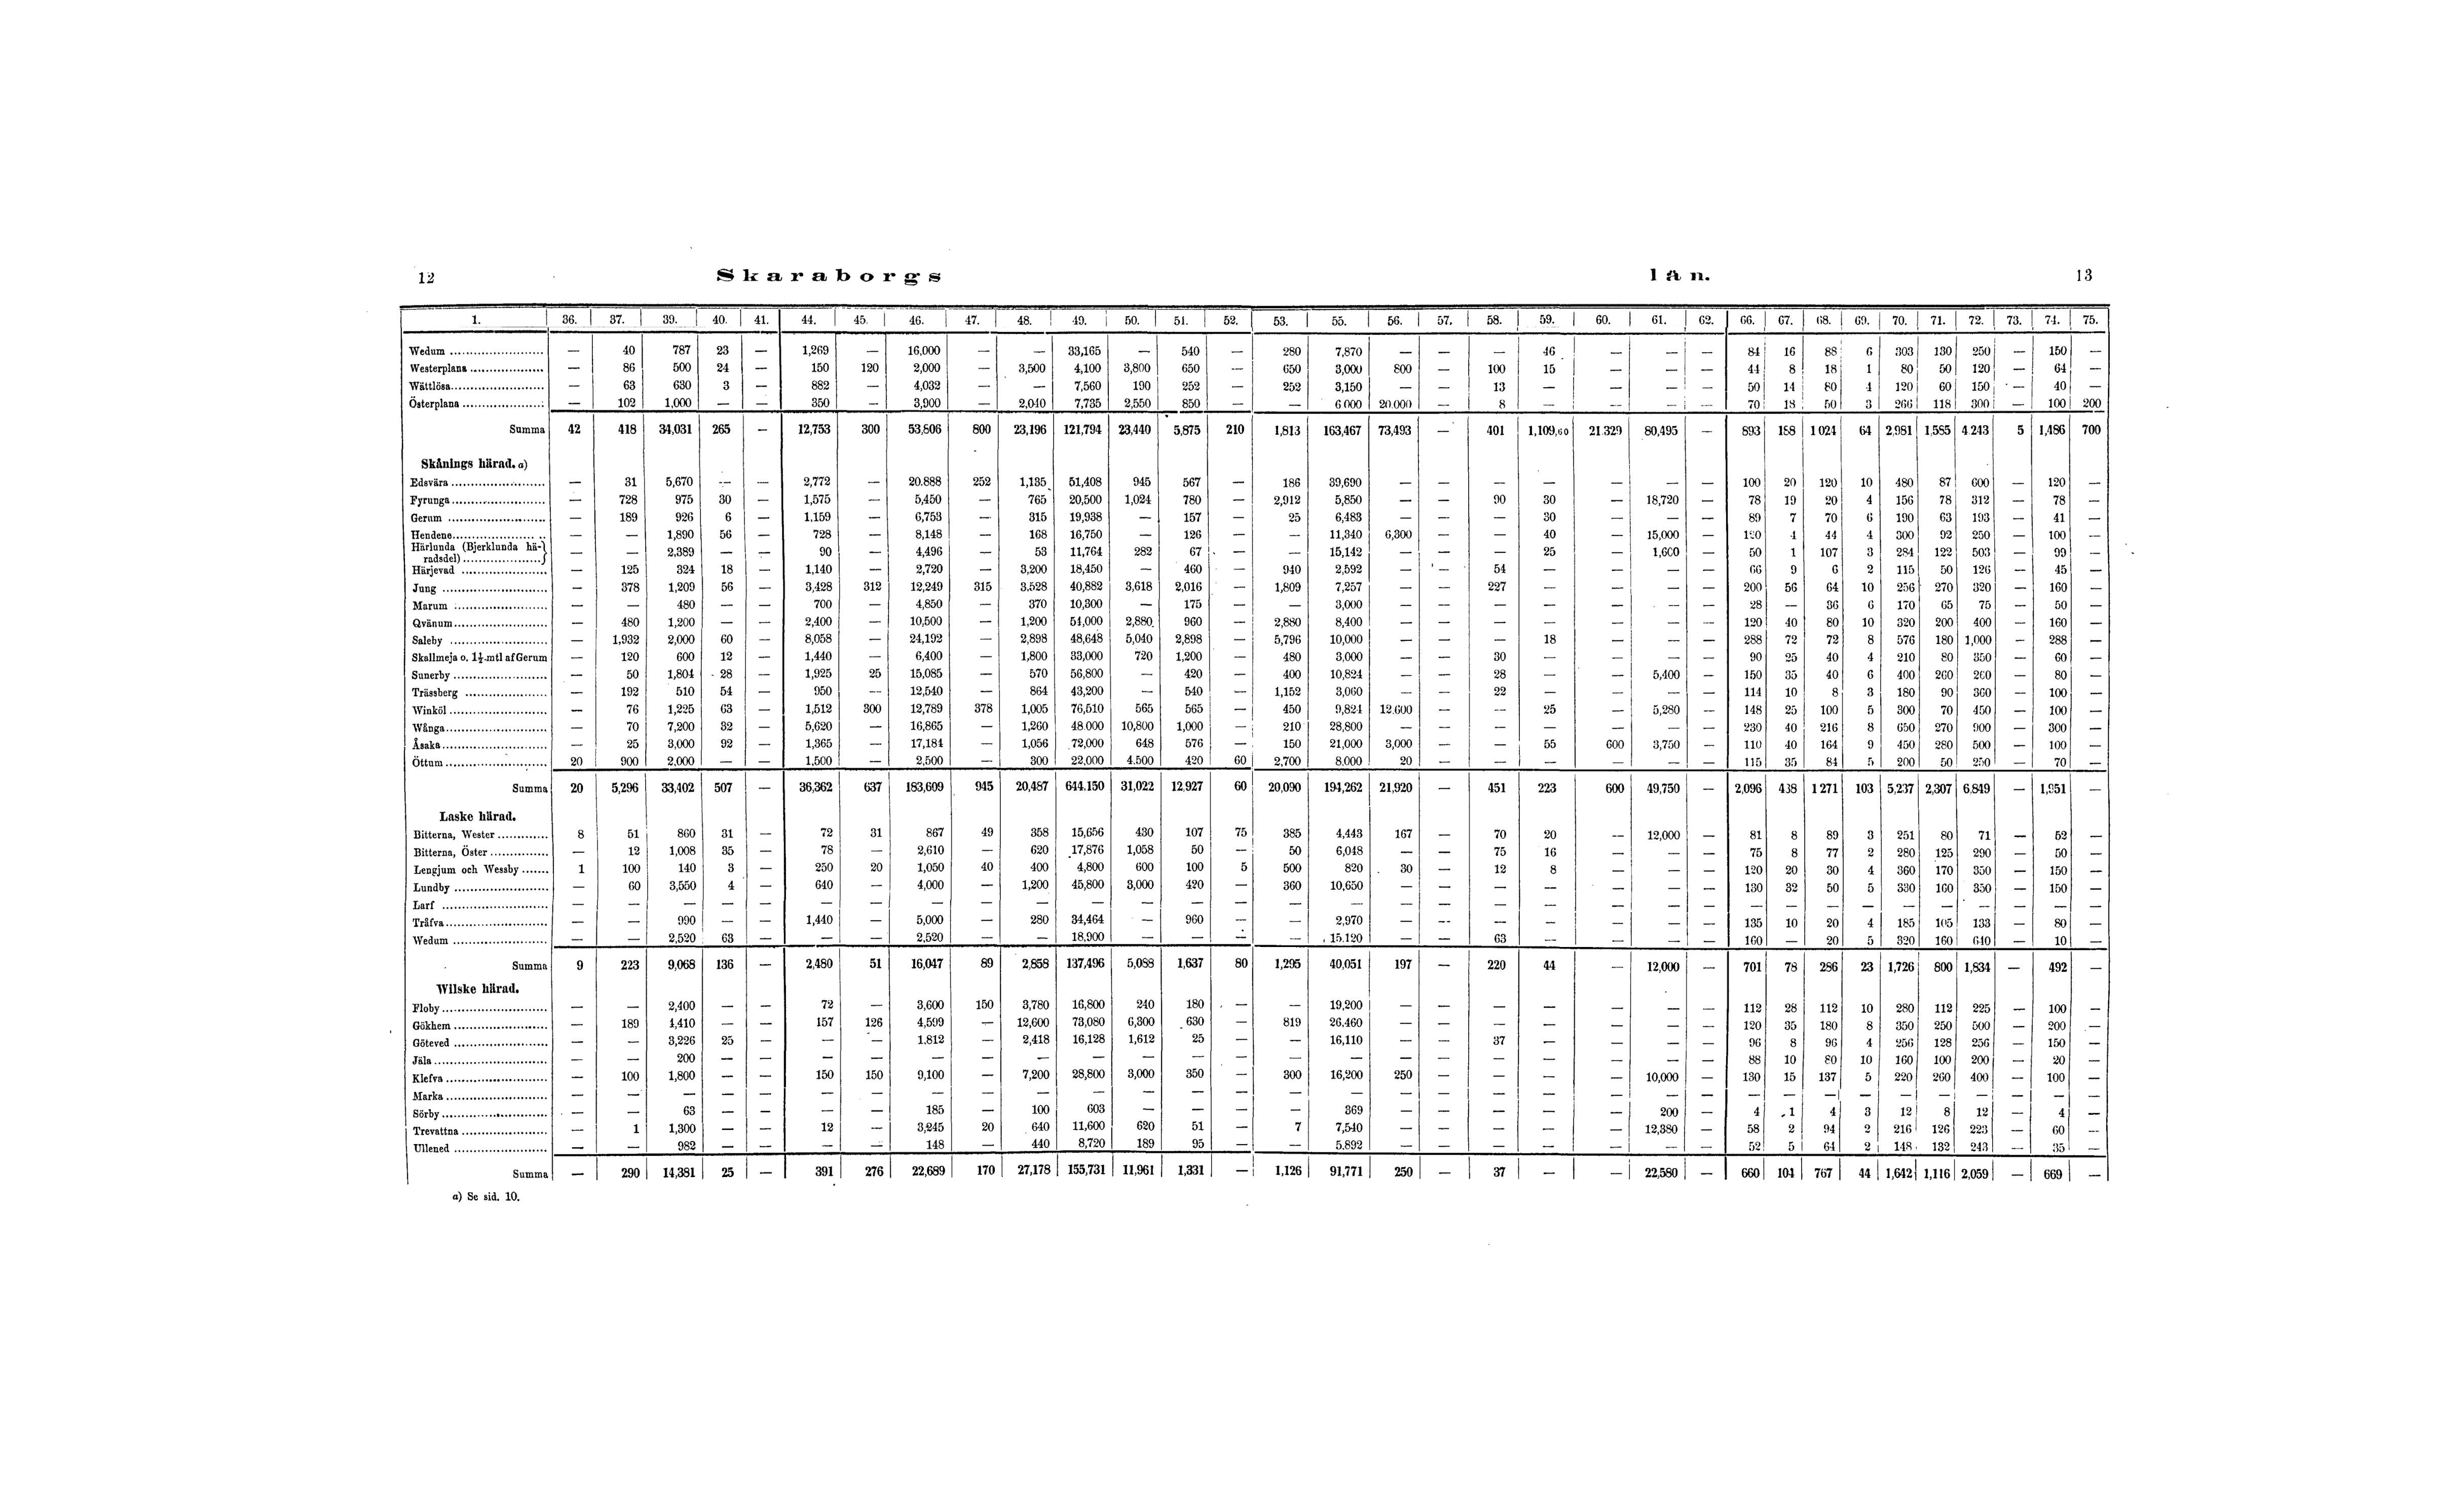 12 Skaraborgs län. 13
1. 36. 37. 39. 40. 41. 44. 45. 46. 47. 48. 49. 50. 51. 52. 53. 55. 56. 57. 58. 59. 60. 61. 62. 66. 67. 68. 69. 70. 71. 72. 73. 74. 75.
Wedum — 40 787 23 — 1,269 — 16,000 — — 33,165 — 540 — 280 7,870 — — — 46 — — — 84 16 88 6 303 130 250 — 150 —
Westerplana — 86 500 24 — 150 120 2,000 — 3,500 4,100 3,800 650 — 650 3,000 800 — 100 15 — — — 44 8 18 1 80 50 120 — 64 —
Wättlösa — 63 630 3 — 882 — 4,032 — — 7,560 190 252 — 252 3,150 — — 13 — — — — 50 14 80 4 120 60 150 — 40 —
Österplana — 102 1,000 — — 350 — 3,900 — 2,040 7,735 2,550 850 — — 6 000 20.000 — 8 — — — — 70 18 50 3 266 118 300 — 100 200
Summa 42 418 34,031 265 — 12,753 300 53,806 800 23,196 121,794 23,440 5,875 210 1,813 163,467 73,493 — 401 1,109,60 21.329 80,495 — 893 188 1 024 64 2,981 1,585 4 243 5 1,486 700
Skånings härad. a)
Edsvära — 31 5,670 — — 2,772 — 20.888 252 1,135 51,408 945 567 — 186 39,690 — — — — — — — 100 20 120 10 480 87 600 — 120 —
Fyrunga — 728 975 30 — 1,575 — 5,450 — 765 20,500 1,024 780 — 2,912 5,850 — — 90 30 — 18,720 — 78 19 20 4 156 78 312 — 78 —
Gerum — 189 926 6 — 1,159 — 6,753 — 315 19,938 — 157 — 25 6,483 — — — 30 — — — 89 7 70 6 190 63 193 — 41 —
Hendene — — 1,890 56 — 728 — 8,148 — 168 16,750 — 126 — — 11,340 6,300 — — 40 — 15,000 — 120 4 44 4 300 92 250 — 100 —
Härlunda (Bjerklunda hä-
radsdel) — — 2,389 — — 90 — 4,496 — 53 11,764 282 67 — — 15,142 — — — 25 — 1,600 — 50 1 107 3 284 122 503 — 99 —
Härjevad — 125 324 18 — 1,140 — 2,720 — 3,200 18,450 — 460 — 940 2,592 — — 54 — — — — 66 9 6 2 115 50 126 — 45 —
Jung — 378 1,209 56 — 3,428 312 12,249 315 3,528 40,882 3,618 2,016 — 1,809 7,257 — — 227 — — — — 200 56 64 10 256 270 320 — 160 —
Marum — — 480 — — 700 — 4,850 — 370 10,300 — 175 — — 3,000 — — — — — — — 28 — 36 6 170 65 75 — 50 —
Qvänum — 480 1,200 — — 2,400 — 10,500 — 1,200 54,000 2,880 960 — 2,880 8,400 — — — — — — — 120 40 80 10 320 200 400 — 160 —
Saleby — 1,932 2,000 60 — 8,058 — 24,192 — 2,898 48,648 5,040 2,898 — 5,796 10,000 — — — 18 — — — 288 72 72 8 576 180 1,000 — 288 —
Skallmeja o. 1½ mtl af Gerum — 120 600 12 — 1,440 — 6,400 — 1,800 33,000 720 1,200 — 480 3,000 — — 30 — — — — 90 25 40 4 210 80 350 — 60 —
Sunerby — 50 1,804 28 — 1,925 25 15,085 — 570 56,800 — 420 — 400 10,824 — — 28 — — 5,400 — 150 35 40 6 400 260 260 — 80 —
Trässberg — 192 510 54 — 950 — 12,540 — 864 43,200 — 540 — 1,152 3,060 — — 22 — — — — 114 10 8 3 180 90 360 — 100 —
Winköl — 76 1,225 63 — 1,512 300 12,789 378 1,005 76,510 565 565 — 450 9,824 12.600 — — 25 — 5,280 — 148 25 100 5 300 70 450 — 100 —
Wånga — 70 7,200 32 — 5,620 — 16,865 — 1,260 48.000 10,800 1,000 — 210 28,800 — — — — — — — 230 40 216 8 650 270 900 — 300 —
Åsaka — 25 3,000 92 — 1,365 — 17,184 — 1,056 72,000 648 576 — 150 21,000 3,000 — — 55 600 3,750 — 110 40 164 9 450 280 500 — 100 —
Öttum 20 900 2,000 — — 1,500 — 2,500 — 300 22,000 4.500 420 60 2,700 8.000 20 — — — — — — 115 35 84 5 200 50 250 — 70 —
Summa 20 5,296 33,402 507 — 36,362 637 183,609 945 20,487 644.150 31,022 12,927 60 20,090 194,262 21,920 — 451 223 600 49,750 — 2,096 438 1 271 103 5,237 2,307 6,849 — 1,951 —
Laske härad.
Bitterna, Wester 8 51 860 31 — 72 31 867 49 358 15,656 430 107 75 385 4,443 167 — 70 20 — 12,000 — 81 8 89 3 251 80 71 — 52 —
Bitterna, Öster — 12 1,008 35 — 78 — 2,610 — 620 17,876 1,058 50 — 50 6,048 — — 75 16 — — — 75 8 77 2 280 125 290 — 50 —
Lengjum och Wessby 1 100 140 3 — 250 20 1,050 40 400 4,800 600 100 5 500 820 30 — 12 8 — — — 120 20 30 4 360 170 350 — 150 —
Lundby — 60 3,550 4 — 640 — 4,000 — 1,200 45,800 3,000 420 — 360 10,650 — — — — — — — 130 32 50 5 330 160 350 — 150 —
Larf — — — — — — — — — — — — — — — — — — — — — — — — — — — — — — — — —
Tråfva — — 990 — — 1,440 — 5,000 — 280 34,464 — 960 — — 2,970 — — — — — — — 135 10 20 4 185 105 133 — 80 —
Wedum — — 2,520 63 — — — 2,520 — — 18,900 — — — — 15.120 — — 63 — — — — 160 — 20 5 320 160 640 — 10 —
Summa 9 223 9,068 136 — 2,480 51 16,047 89 2,858 137,496 5,088 1,637 80 1,295 40,051 197 — 220 44 — 12,000 — 701 78 286 23 1,726 800 1,834 — 492 —
Wilske härad.
Floby — — 2,400 — — 72 — 3,600 150 3,780 16,800 240 180 — — 19,200 — — — — — — — 112 28 112 10 280 112 225 — 100 —
Gökhem — 189 4,410 — — 157 126 4,599 — 12,600 73,080 6,300 630 — 819 26.460 — — — — — — — 120 35 180 8 350 250 500 — 200 —
Göteved — — 3,226 25 — — — 1.812 — 2,418 16,128 1,612 25 — — 16,110 — — 37 — — — — 96 8 96 4 256 128 256 — 150 —
Jäla — — 200 — — — — — — — — — — — — — — — — — — — — 88 10 80 10 160 100 200 — 20 —
Klefva — 100 1,800 — — 150 150 9,100 — 7,200 28,800 3,000 350 — 300 16,200 250 — — — — 10,000 — 130 15 137 5 220 260 400 — 100 —
Marka — — — — — — — — — — — — — — — — — — — — — — — — — — — — — — — — —
Sörby — — 63 — — — — 185 — 100 603 — — — — 369 — — — — — 200 — 4 1 4 3 12 8 12 — 4 —
Trevattna — 1 1,300 — — 12 — 3,245 20 640 11,600 620 51 — 7 7,540 — — — — — 12,380 — 58 2 94 2 216 126 223 — 60 —
Ullened — — 982 — — — — 148 — 440 8,720 189 95 — — 5.892 — — — — — — — 52 5 64 2 148 132 243 — 35 —
Summa — 290 14,381 25 — 391 276 22,689 170 27,178 155,731 11,961 1,331 — 1,126 91,771 250 — 37 — — 22,580 — 660 104 767 44 1,642 1,116 2,059 — 669 —
a) Se sid. 10.